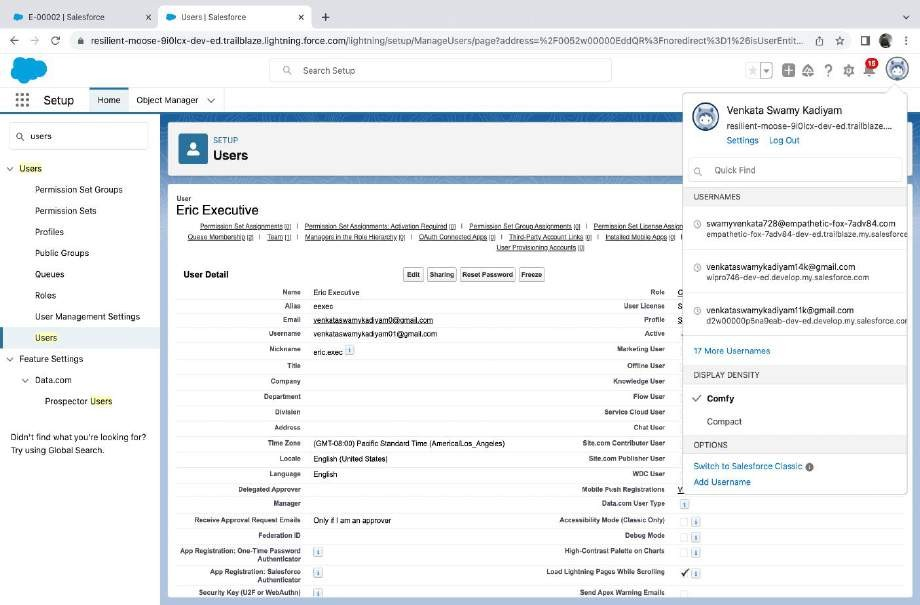 E-00002 | Salesforce
Users | Salesforce
resilient-moose-9i0lcx-dev-ed.trailblaze.lightning.force.com/lightning/setup/ManageUsers/page?address=%2F0052w00000EddQR%3Fnoredirect%3D1%26isUserEntit...
Search Setup
15
Setup
Home
Object Manager
users
Users
Permission Set Groups
Permission Sets
Profiles
Public Groups
Queues
Roles
User Management Settings
Users
Feature Settings
Data.com
Prospector Users
Didn't find what you're looking for?
Try using Global Search.
SETUP
Users
User
Eric Executive
Permission Set Assignments [0] | Permission Set Assignments: Activation Required [0] | Permission Set Group Assignments [0] | Permission Set License Assign
Queue Membership [2] | Team [1] | Managers in the Role Hierarchy [0] | OAuth Connected Apps [0] | Third-Party Account Links [0] | Installed Mobile Apps [0]
User Provisioning Accounts [0]
User Detail
Edit Sharing Reset Password Freeze
Name Eric Executive Role
Alias eexec User License
Email venkataswamykadiyam0@gmail.com Profile
Username venkataswamykadiyam01@gmail.com Active
Nickname eric.exec i Marketing User
Title Offline User
Company Knowledge User
Department Flow User
Division Service Cloud User
Address Chat User
Time Zone (GMT-08:00) Pacific Standard Time (America/Los_Angeles) Site.com Contributor User
Locale English (United States) Site.com Publisher User
Language English WDC User
Delegated Approver Mobile Push Registrations
Manager Data.com User Type i
Receive Approval Request Emails Only if I am an approver Accessibility Mode (Classic Only) i
Federation ID Debug Mode i
App Registration: One-Time Password Authenticator i High-Contrast Palette on Charts i
App Registration: Salesforce Authenticator i Load Lightning Pages While Scrolling i
Security Key (U2F or WebAuthn) i Send Apex Warning Emails
Venkata Swamy Kadiyam
resilient-moose-9i0lcx-dev-ed.trailblaze....
Settings Log Out
Quick Find
USERNAMES
swamyvenkata728@empathetic-fox-7adv84.com
empathetic-fox-7adv84-dev-ed.trailblaze.my.salesforce
venkataswamykadiyam14k@gmail.com
wipro746-dev-ed.develop.my.salesforce.com
venkataswamykadiyam11k@gmail.com
d2w00000p5na9eab-dev-ed.develop.my.salesforce.com
17 More Usernames
DISPLAY DENSITY
Comfy
Compact
OPTIONS
Switch to Salesforce Classic
Add Username